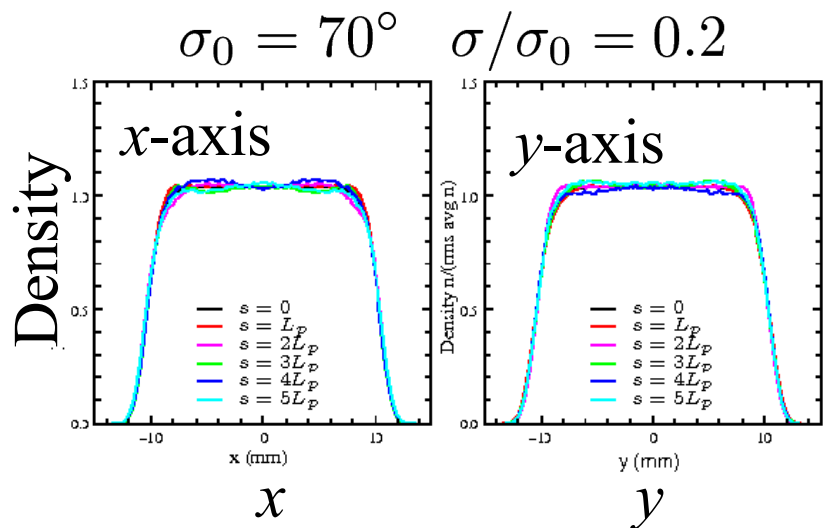 σ₀ = 70° σ/σ₀ = 0.2
Density
1.5
1.0
0.5
0.0
x-axis
s = 0
s = Lₚ
s = 2Lₚ
s = 3Lₚ
s = 4Lₚ
s = 5Lₚ
-10
0
10
x (mm)
x
Density n/(rms avg n)
1.5
1.0
0.5
0.0
y-axis
s = 0
s = Lₚ
s = 2Lₚ
s = 3Lₚ
s = 4Lₚ
s = 5Lₚ
-10
0
10
y (mm)
y